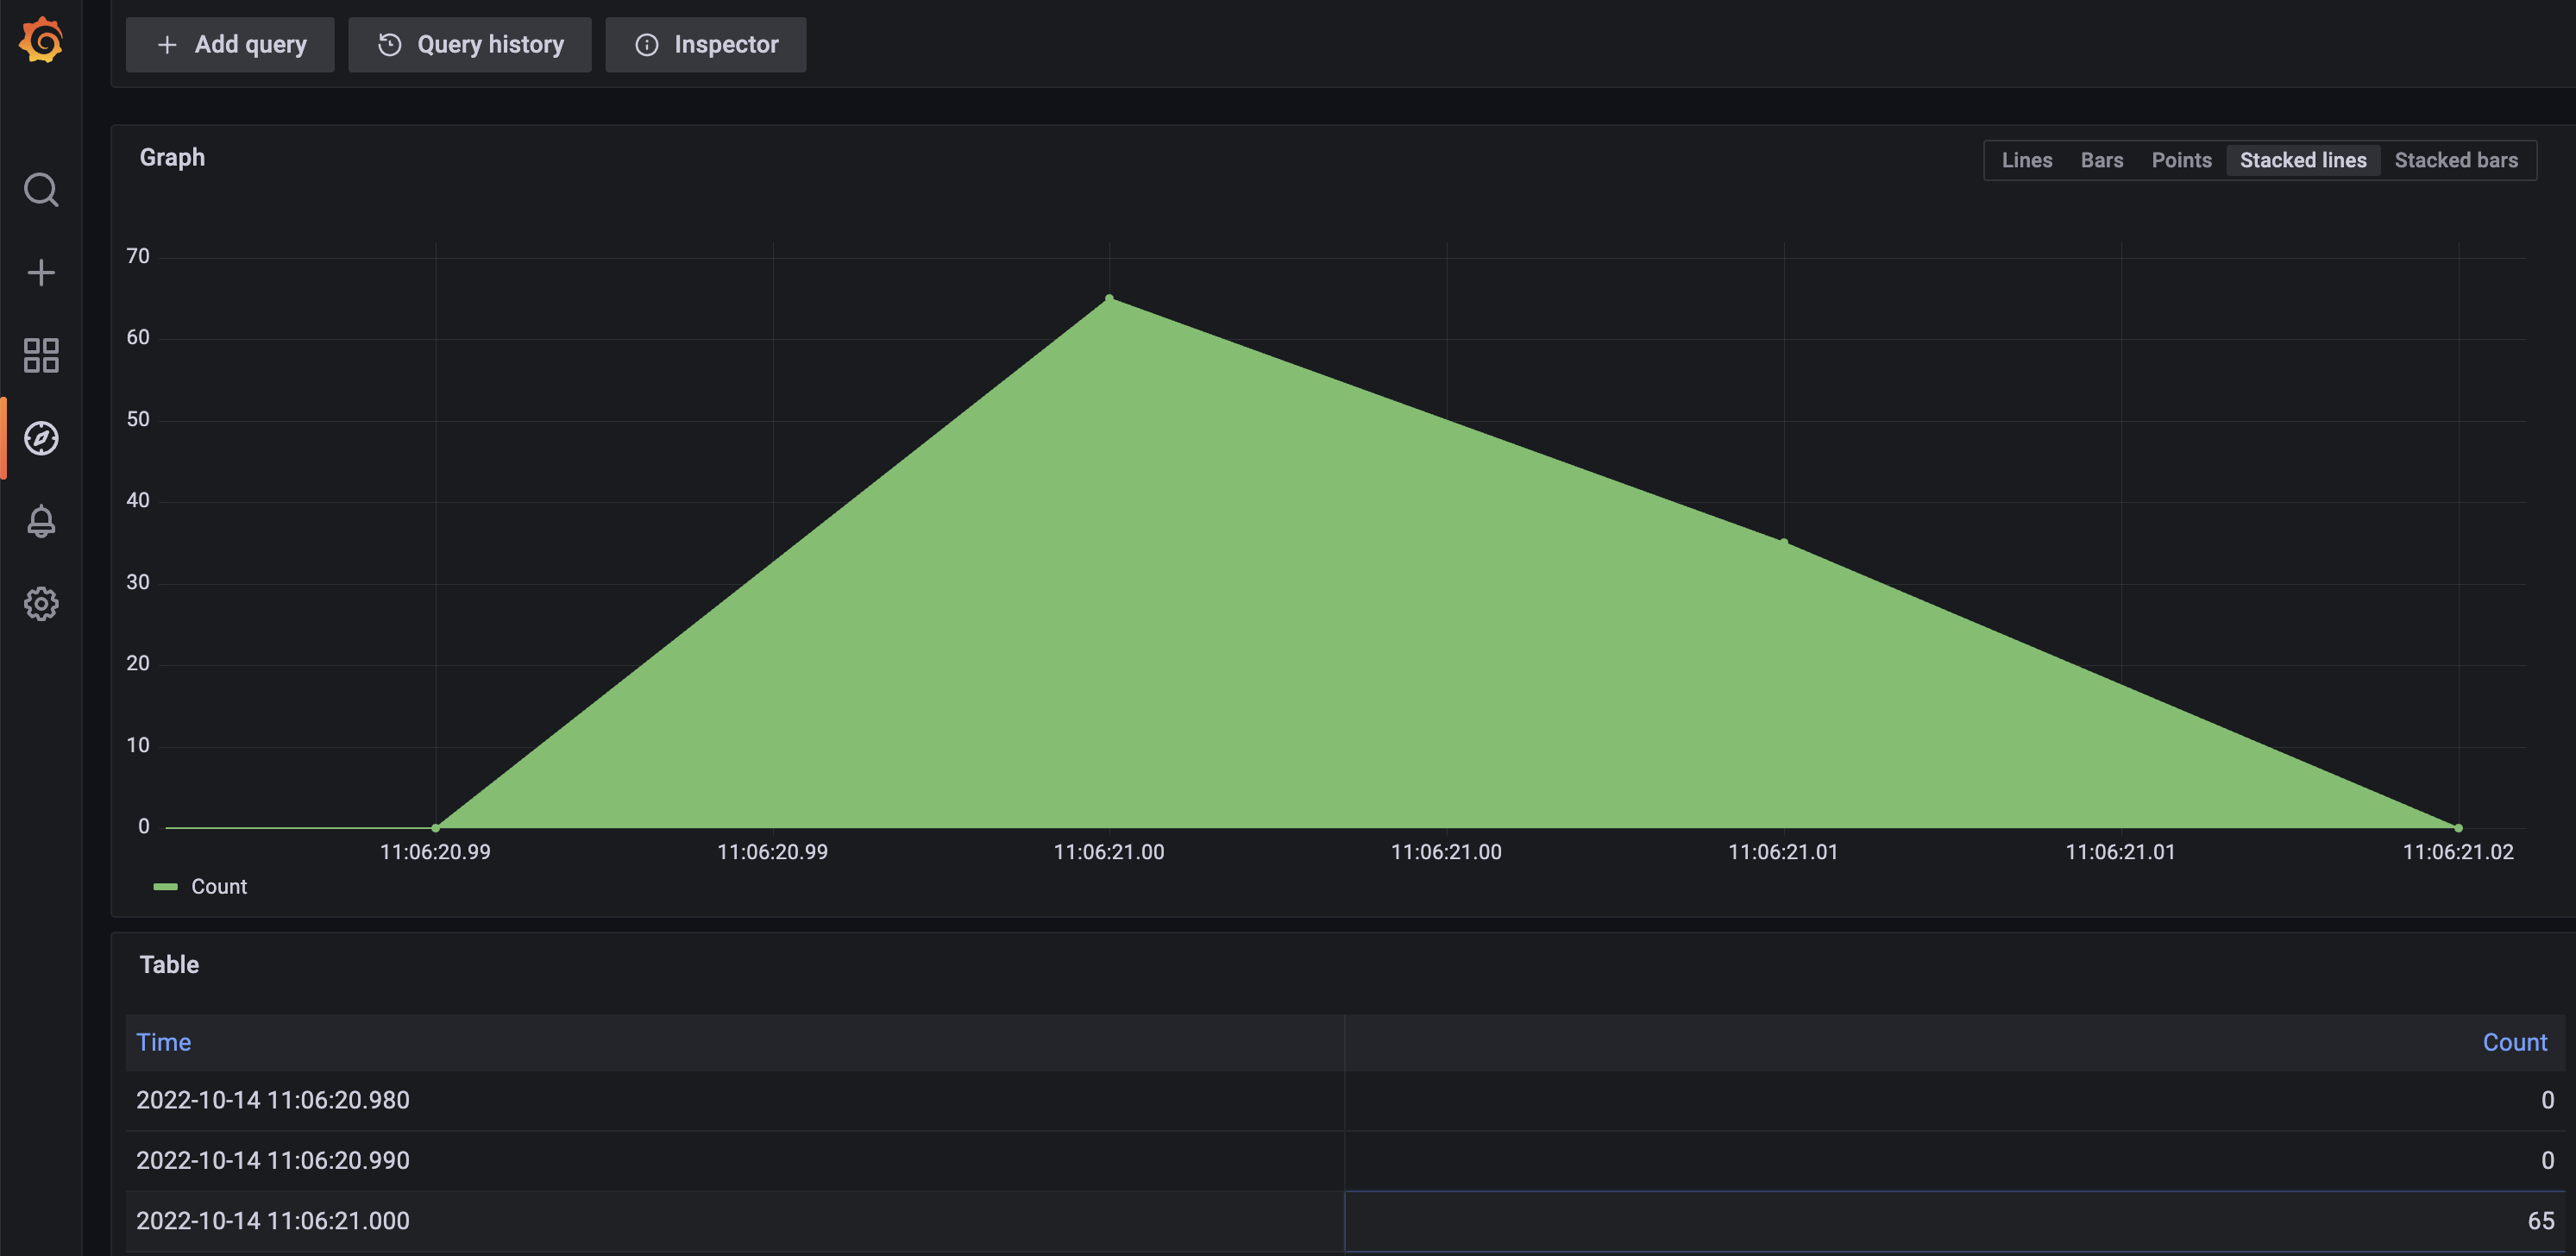 Add query Query history Inspector
Graph
Lines Bars Points Stacked lines Stacked bars
70
60
50
40
30
20
10
0
11:06:20.99 11:06:20.99 11:06:21.00 11:06:21.00 11:06:21.01 11:06:21.01 11:06:21.02
Count
Table
Time Count
2022-10-14 11:06:20.980 0
2022-10-14 11:06:20.990 0
2022-10-14 11:06:21.000 65